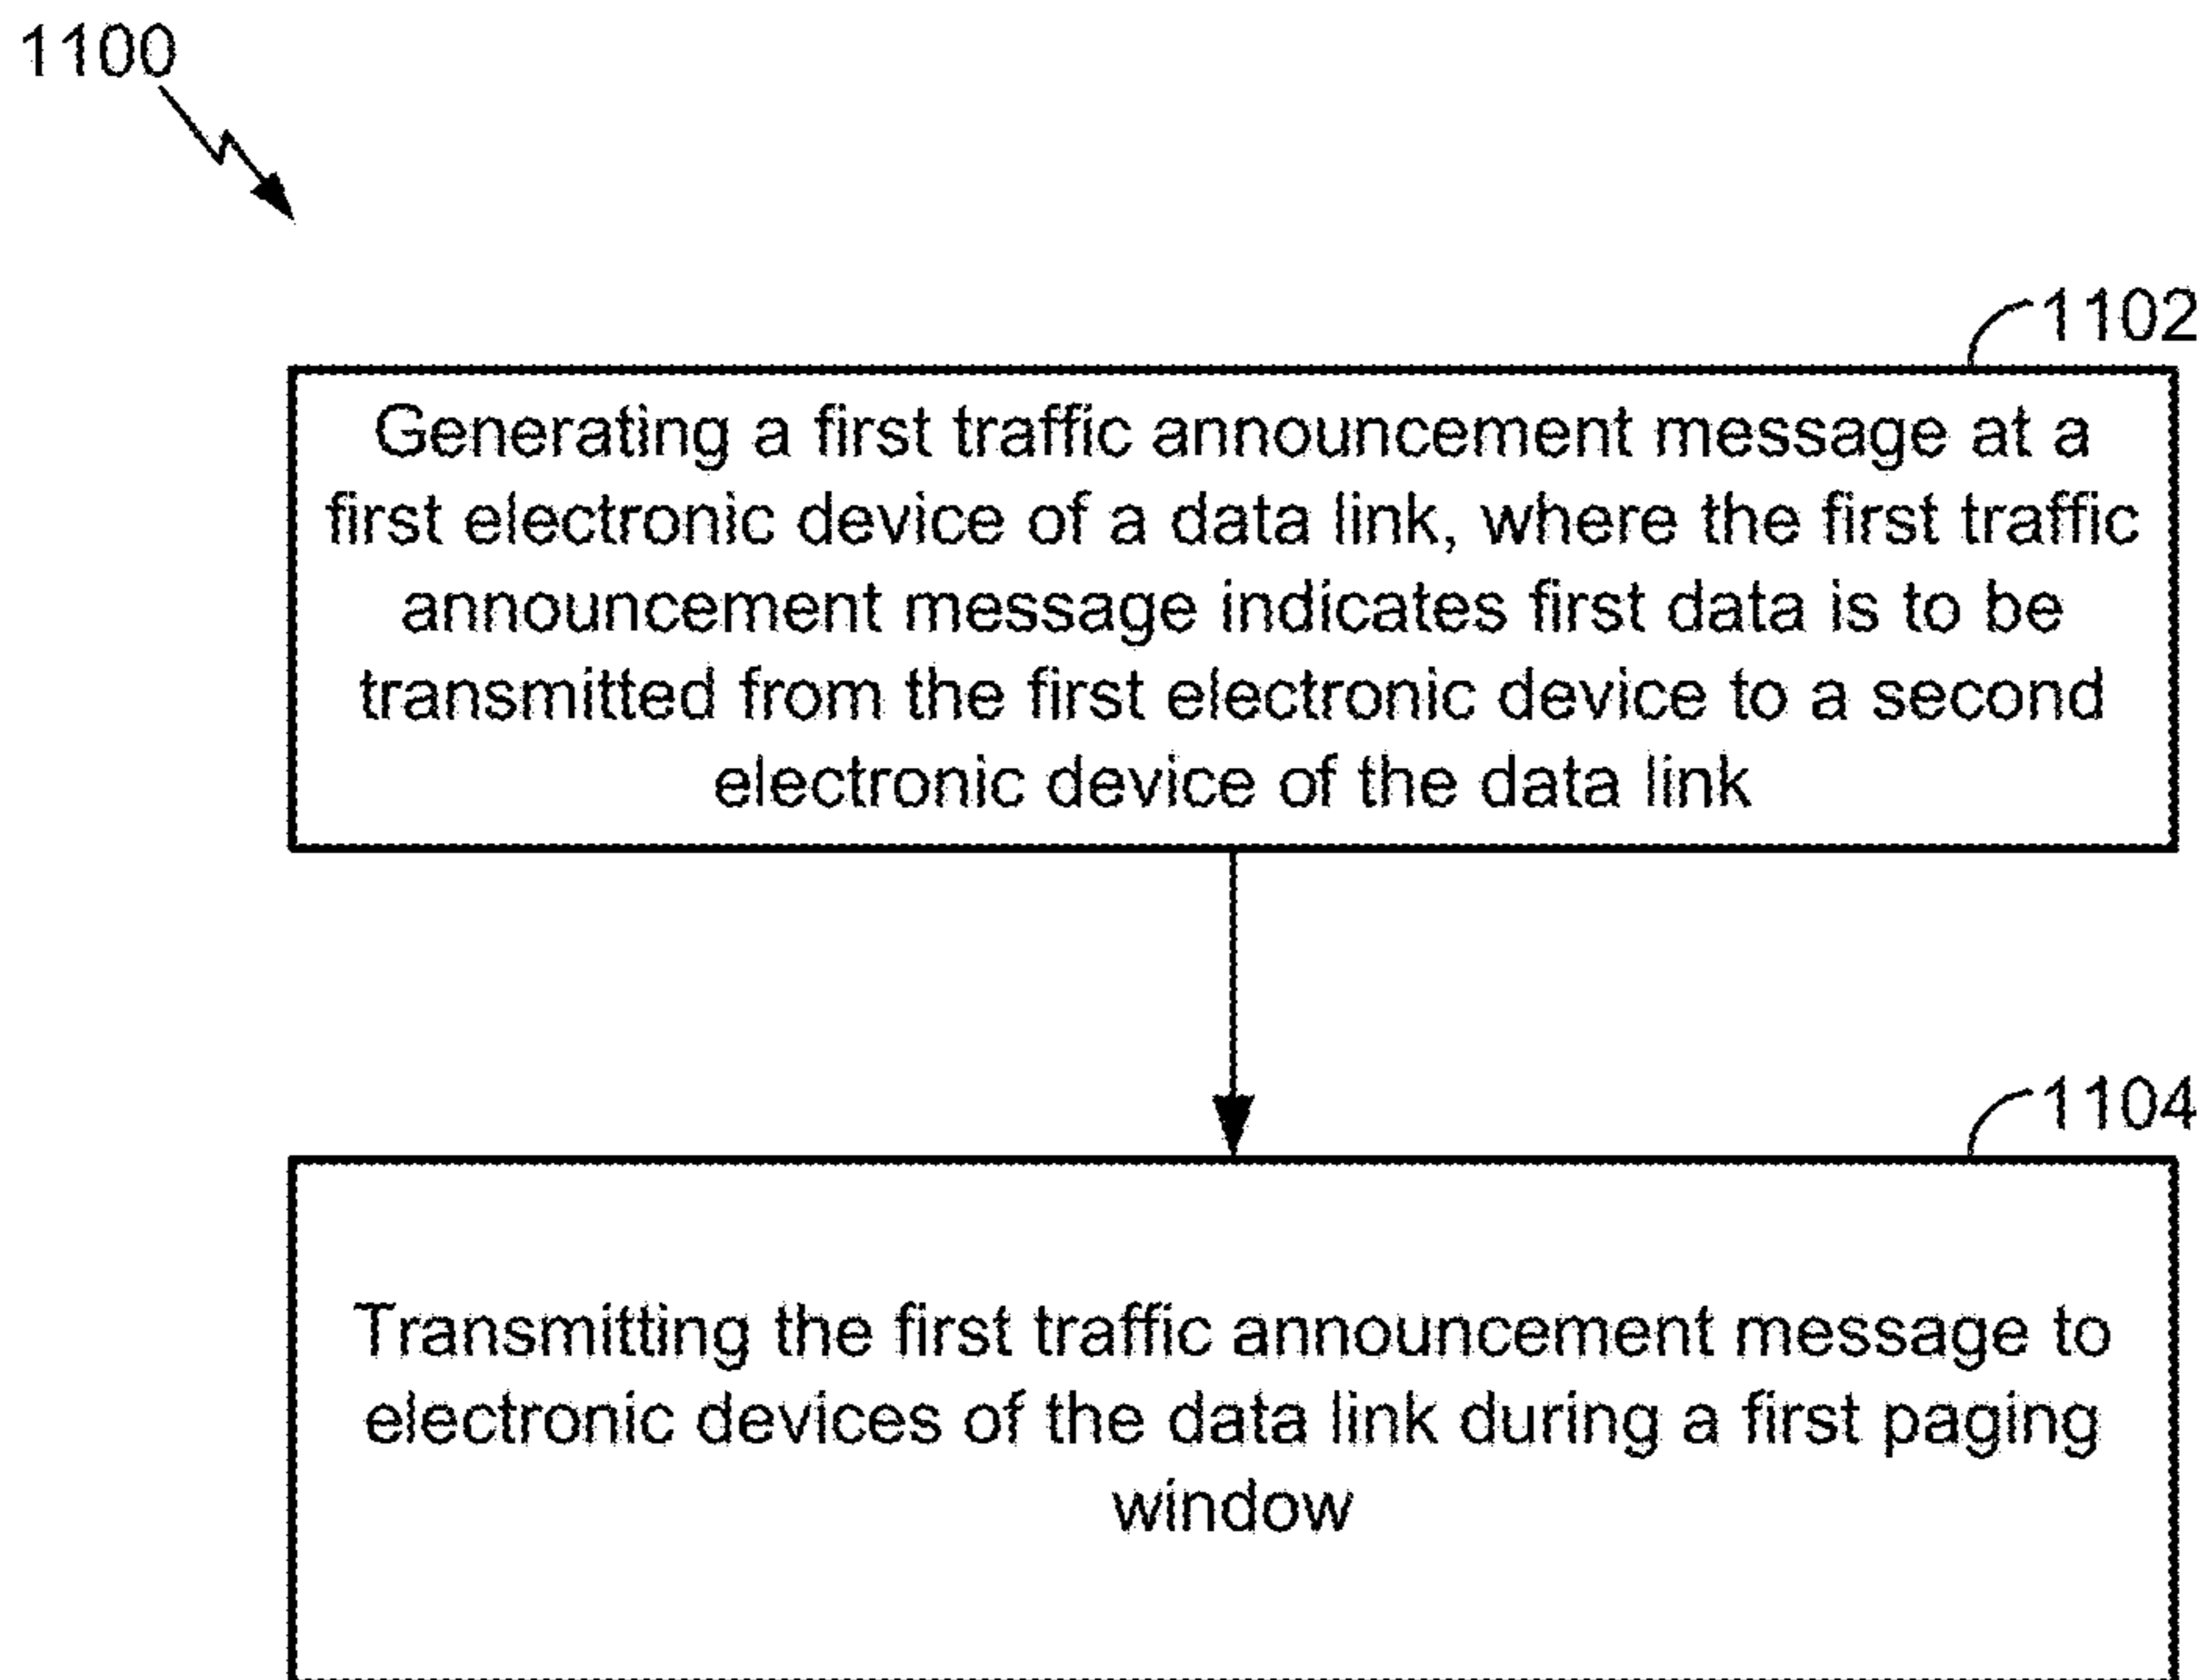 1100
1102
Generating a first traffic announcement message at a
first electronic device of a data link, where the first traffic
announcement message indicates first data is to be
transmitted from the first electronic device to a second
electronic device of the data link
1104
Transmitting the first traffic announcement message to
electronic devices of the data link during a first paging
window